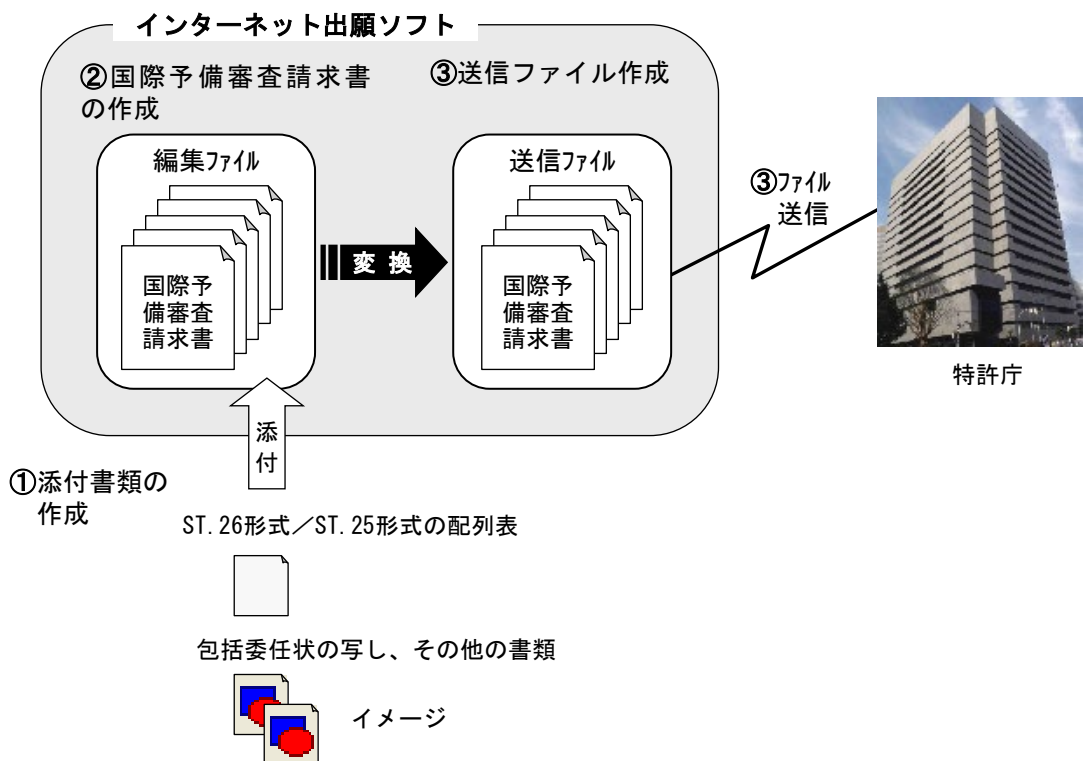 インターネット出願ソフト
②国際予備審査請求書
の作成
③送信ファイル作成
編集ﾌｧｲﾙ
国際予
備審査
請求書
変換
送信ﾌｧｲﾙ
国際予
備審査
請求書
③ﾌｧｲﾙ
送信
特許庁
添
付
①添付書類の
作成
ST.26形式／ST.25形式の配列表
包括委任状の写し、その他の書類
イメージ